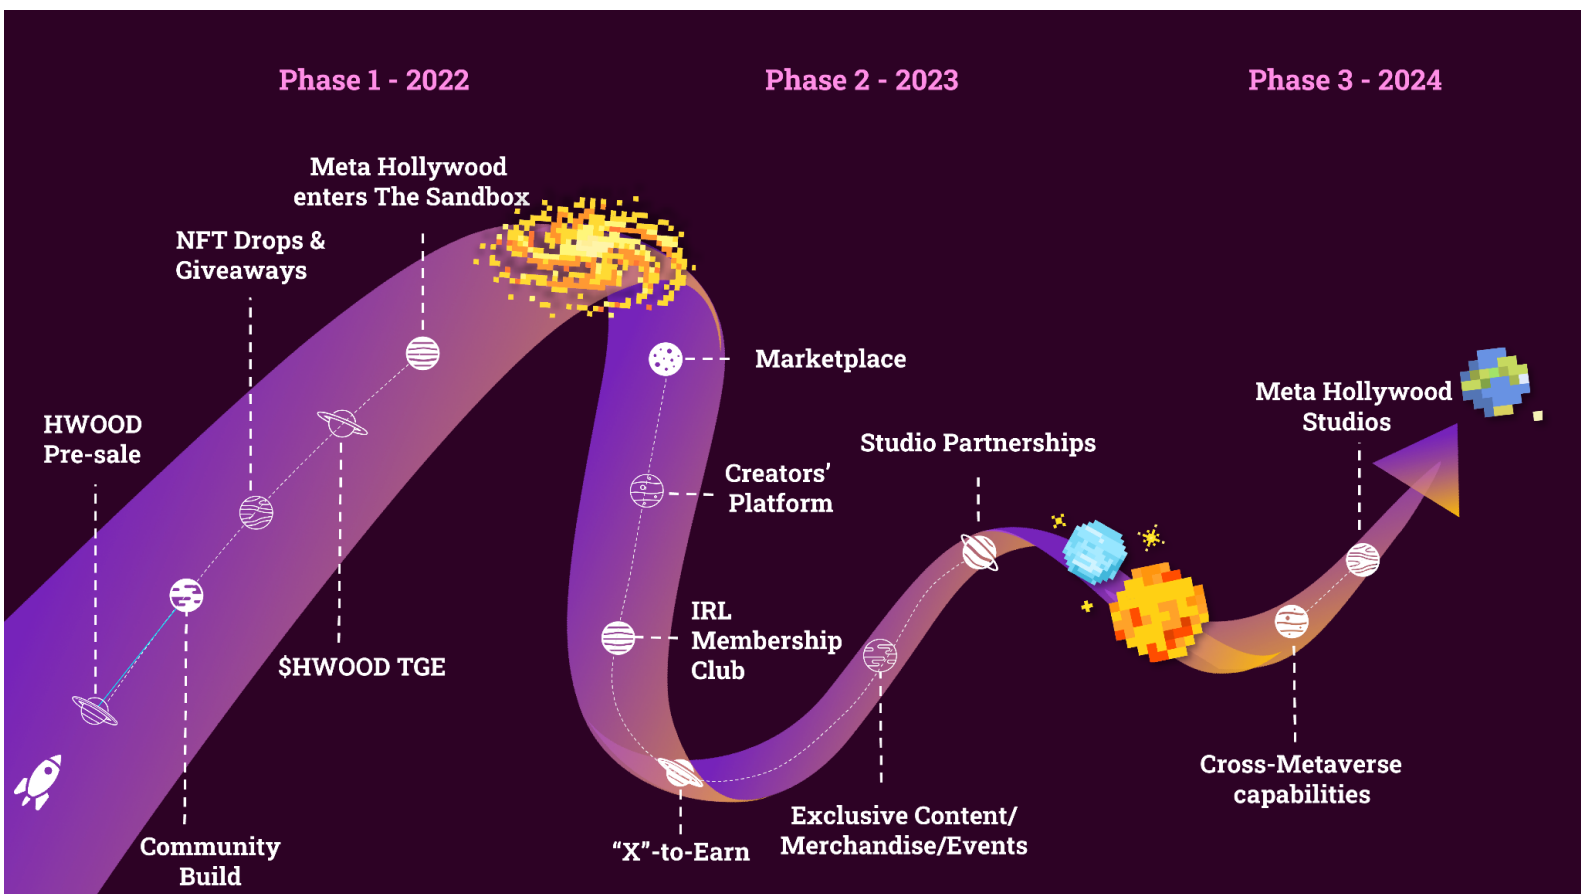 Phase 1 - 2022
Phase 2 - 2023
Phase 3 - 2024
Meta Hollywood
enters The Sandbox
NFT Drops &
Giveaways
HWOOD
Pre-sale
$HWOOD TGE
Community
Build
Marketplace
Creators’
Platform
IRL
Membership
Club
“X”-to-Earn
Exclusive Content/
Merchandise/Events
Studio Partnerships
Cross-Metaverse
capabilities
Meta Hollywood
Studios